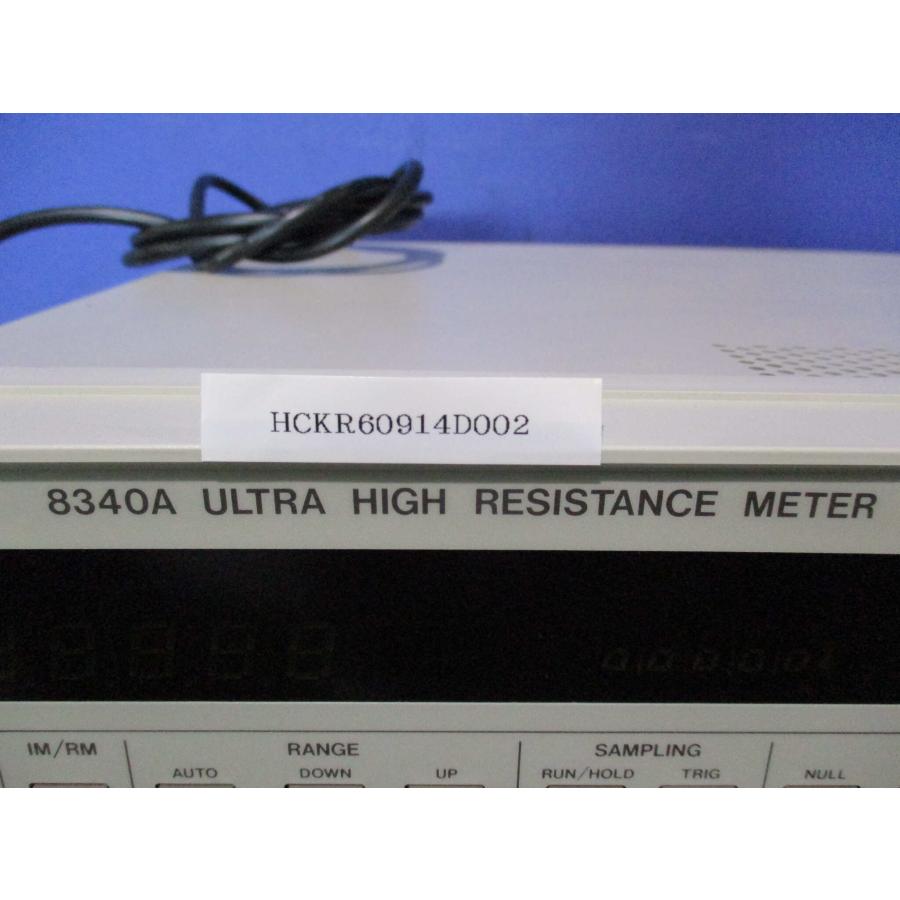 HCKR60914D002
8340A ULTRA HIGH RESISTANCE METER
IM/RM RANGE SAMPLING
AUTO DOWN UP RUN/HOLD TRIG NULL